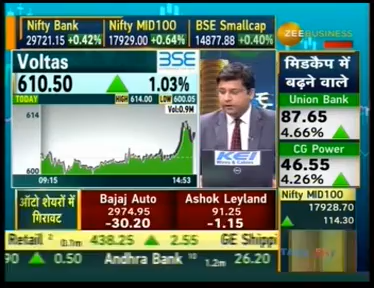 Nifty Bank
29721.15 +0.42%
Nifty MID100
17929.00 +0.64%
BSE Smallcap
14877.88 +0.40%
ZEE BUSINESS
Voltas
BSE
610.50 1.03%
TODAY
HIGH 614.00 LOW 600.05
Vol:0.9M
614
600
09:15 14:53
KEI
Wires & Cables
मिडकैप में
बढ़ने वाले
Union Bank
87.65
4.66%
CG Power
46.55
4.26%
ऑटो शेयरों में
गिरावट
Bajaj Auto
2974.95
-30.20
Ashok Leyland
91.25
-1.15
Nifty MID100
17928.70
114.30
Retail 2 0.1m 438.25 2.55 GE Shippi
90 0.50 Andhra Bank 10 1.2m 26.20